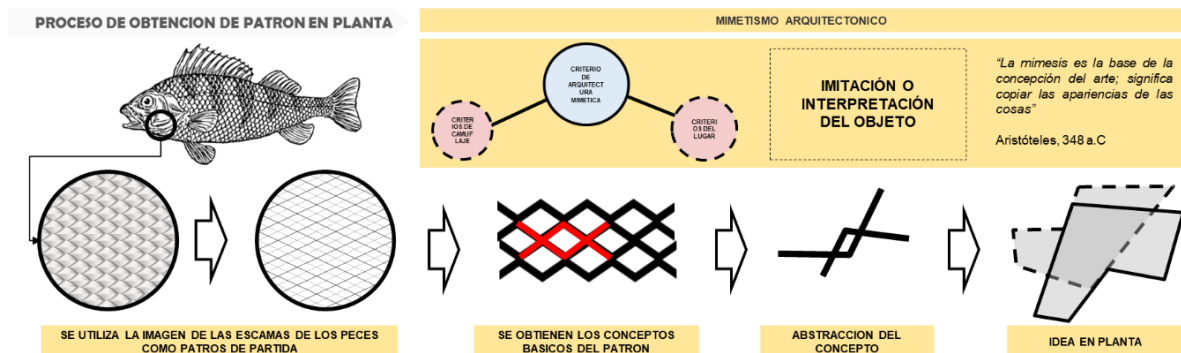 PROCESO DE OBTENCION DE PATRON EN PLANTA
MIMETISMO ARQUITECTONICO
CRITERIO
DE
ARQUITECT
URA
MIMETICA
CRITER
IOS DE
CAMUF
LAJE
CRITERI
OS DEL
LUGAR
IMITACIÓN O
INTERPRETACIÓN
DEL OBJETO
“La mimesis es la base de la
concepción del arte; significa
copiar las apariencias de las
cosas”
Aristóteles, 348 a.C
SE UTILIZA LA IMAGEN DE LAS ESCAMAS DE LOS PECES
COMO PATROS DE PARTIDA
SE OBTIENEN LOS CONCEPTOS
BASICOS DEL PATRON
ABSTRACCION DEL
CONCEPTO
IDEA EN PLANTA